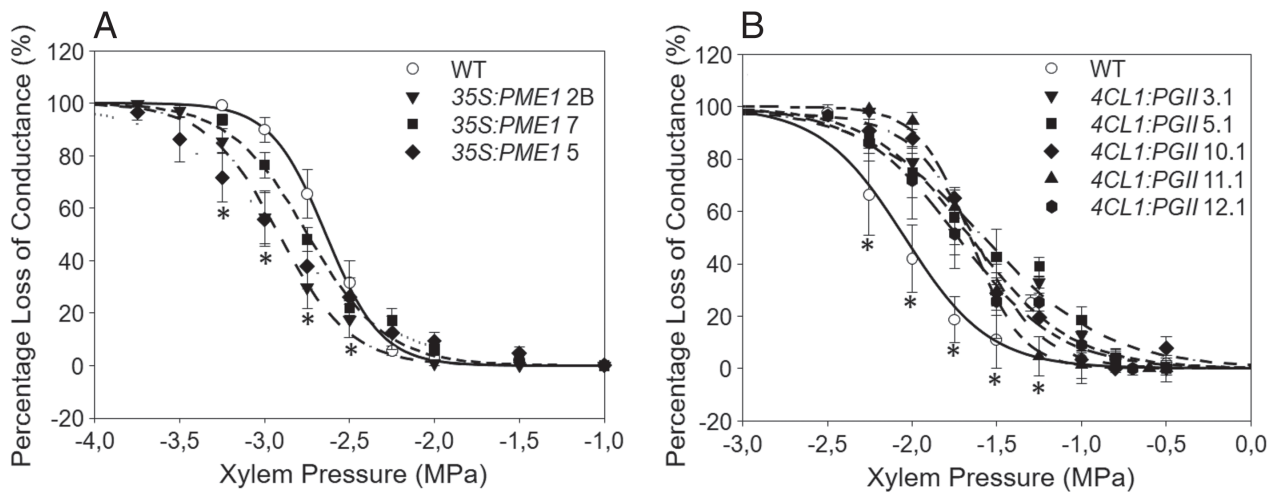 A
Percentage Loss of Conductance (%)
120
100
80
60
40
20
0
-20
WT
35S:PME1 2B
35S:PME1 7
35S:PME1 5
*
*
*
*
-4,0 -3,5 -3,0 -2,5 -2,0 -1,5 -1,0
Xylem Pressure (MPa)
B
Percentage Loss of Conductance (%)
120
100
80
60
40
20
0
-20
WT
4CL1:PGII 3.1
4CL1:PGII 5.1
4CL1:PGII 10.1
4CL1:PGII 11.1
4CL1:PGII 12.1
*
*
*
*
*
-3,0 -2,5 -2,0 -1,5 -1,0 -0,5 0,0
Xylem Pressure (MPa)